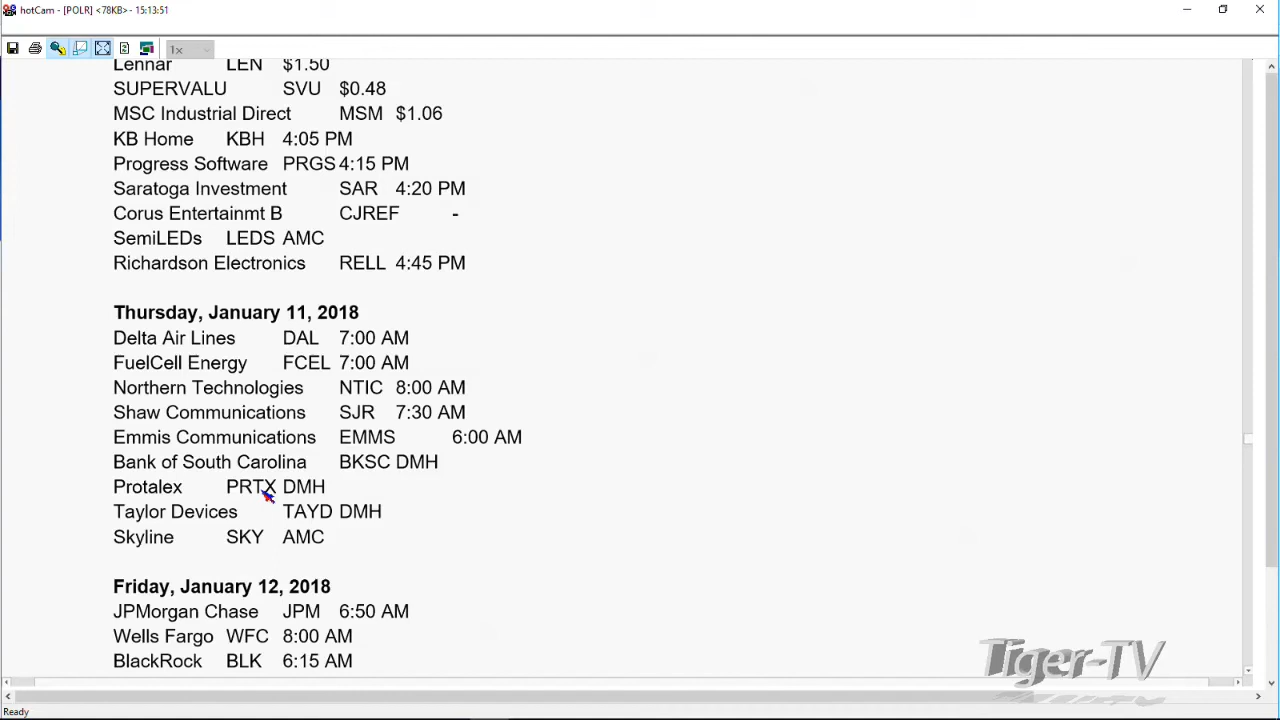 hotCam - [POLR] <78KB> - 15:13:51
1x
Lennar LEN $1.50
SUPERVALU SVU $0.48
MSC Industrial Direct MSM $1.06
KB Home KBH 4:05 PM
Progress Software PRGS 4:15 PM
Saratoga Investment SAR 4:20 PM
Corus Entertainmt B CJREF -
SemiLEDs LEDS AMC
Richardson Electronics RELL 4:45 PM
Thursday, January 11, 2018
Delta Air Lines DAL 7:00 AM
FuelCell Energy FCEL 7:00 AM
Northern Technologies NTIC 8:00 AM
Shaw Communications SJR 7:30 AM
Emmis Communications EMMS 6:00 AM
Bank of South Carolina BKSC DMH
Protalex PRTX DMH
Taylor Devices TAYD DMH
Skyline SKY AMC
Friday, January 12, 2018
JPMorgan Chase JPM 6:50 AM
Wells Fargo WFC 8:00 AM
BlackRock BLK 6:15 AM
Tiger-TV
Ready